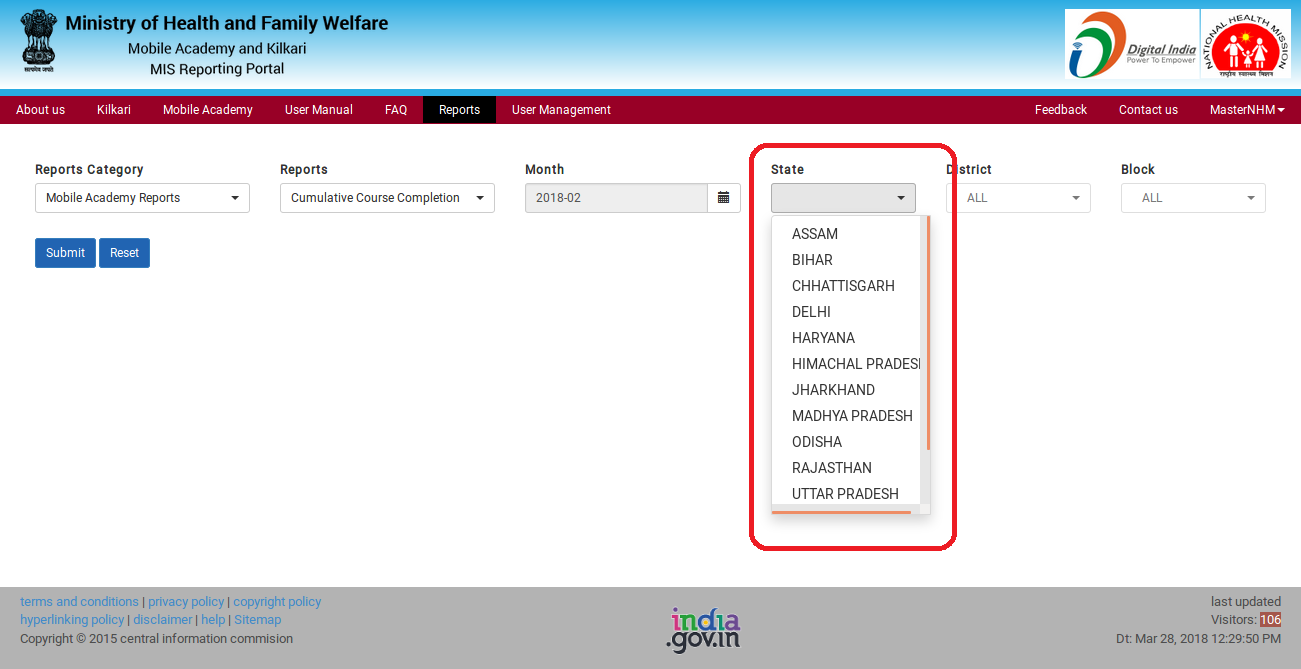 Ministry of Health and Family Welfare
Mobile Academy and Kilkari
MIS Reporting Portal
सत्यमेव जयते
Digital India
Power To Empower
NATIONAL HEALTH MISSION
राष्ट्रीय स्वास्थ्य मिशन
About us Kilkari Mobile Academy User Manual FAQ Reports User Management Feedback Contact us MasterNHM
Reports Category Reports Month State District Block
Mobile Academy Reports Cumulative Course Completion 2018-02 ALL ALL
Submit Reset
ASSAM
BIHAR
CHHATTISGARH
DELHI
HARYANA
HIMACHAL PRADESH
JHARKHAND
MADHYA PRADESH
ODISHA
RAJASTHAN
UTTAR PRADESH
terms and conditions | privacy policy | copyright policy
hyperlinking policy | disclaimer | help | Sitemap
Copyright © 2015 central information commision
india
.gov.in
last updated
Visitors: 106
Dt: Mar 28, 2018 12:29:50 PM